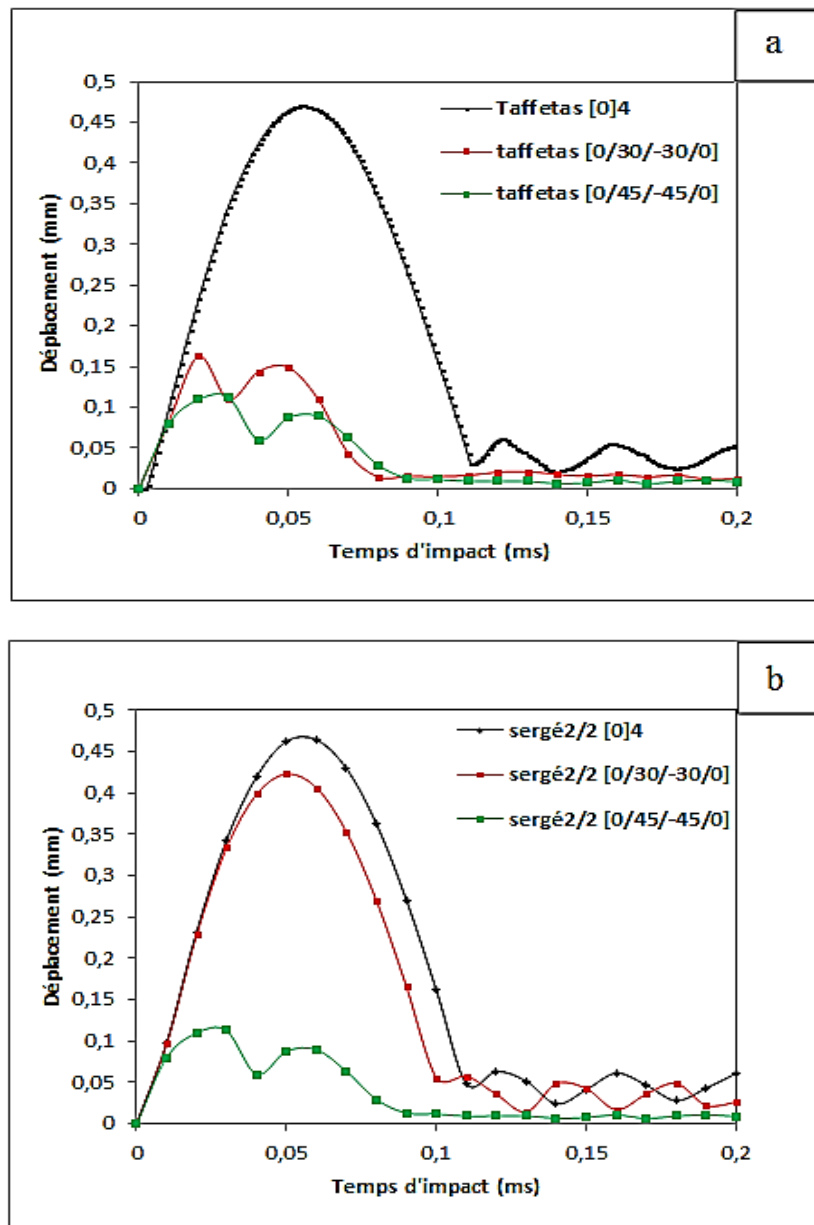 a
0,5
0,45
0,4
0,35
0,3
0,25
0,2
0,15
0,1
0,05
0
Déplacement (mm)
Taffetas [0]4
taffetas [0/30/-30/0]
taffetas [0/45/-45/0]
0 0,05 0,1 0,15 0,2
Temps d'impact (ms)
b
0,5
0,45
0,4
0,35
0,3
0,25
0,2
0,15
0,1
0,05
0
Déplacement (mm)
sergé2/2 [0]4
sergé2/2 [0/30/-30/0]
sergé2/2 [0/45/-45/0]
0 0,05 0,1 0,15 0,2
Temps d'impact (ms)